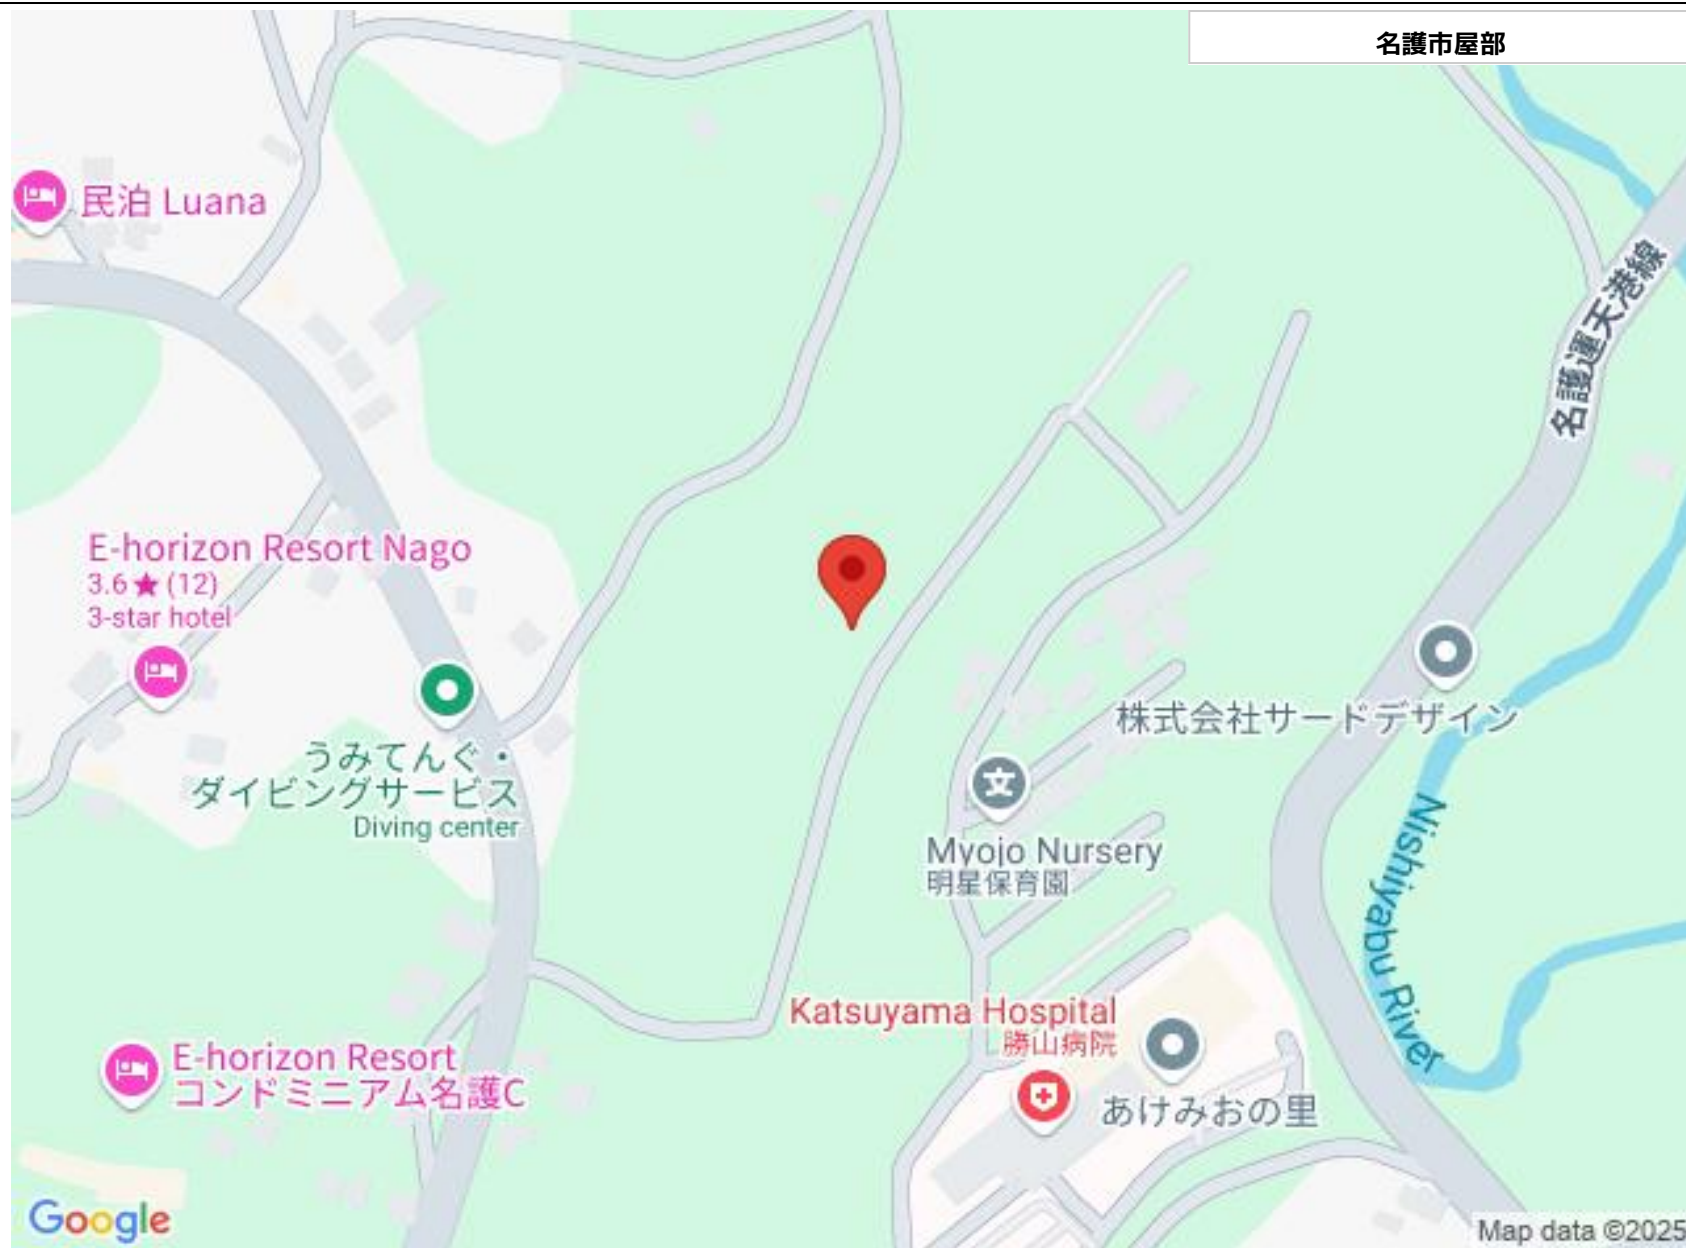 名護市屋部
民泊 Luana
名護運天港線
E-horizon Resort Nago
3.6★(12)
3-star hotel
うみてんぐ・
ダイビングサービス
Diving center
株式会社サードデザイン
Myojo Nursery
明星保育園
Nishiyabu River
Katsuyama Hospital
勝山病院
あけみおの里
E-horizon Resort
コンドミニアム名護C
Google
Map data ©2025